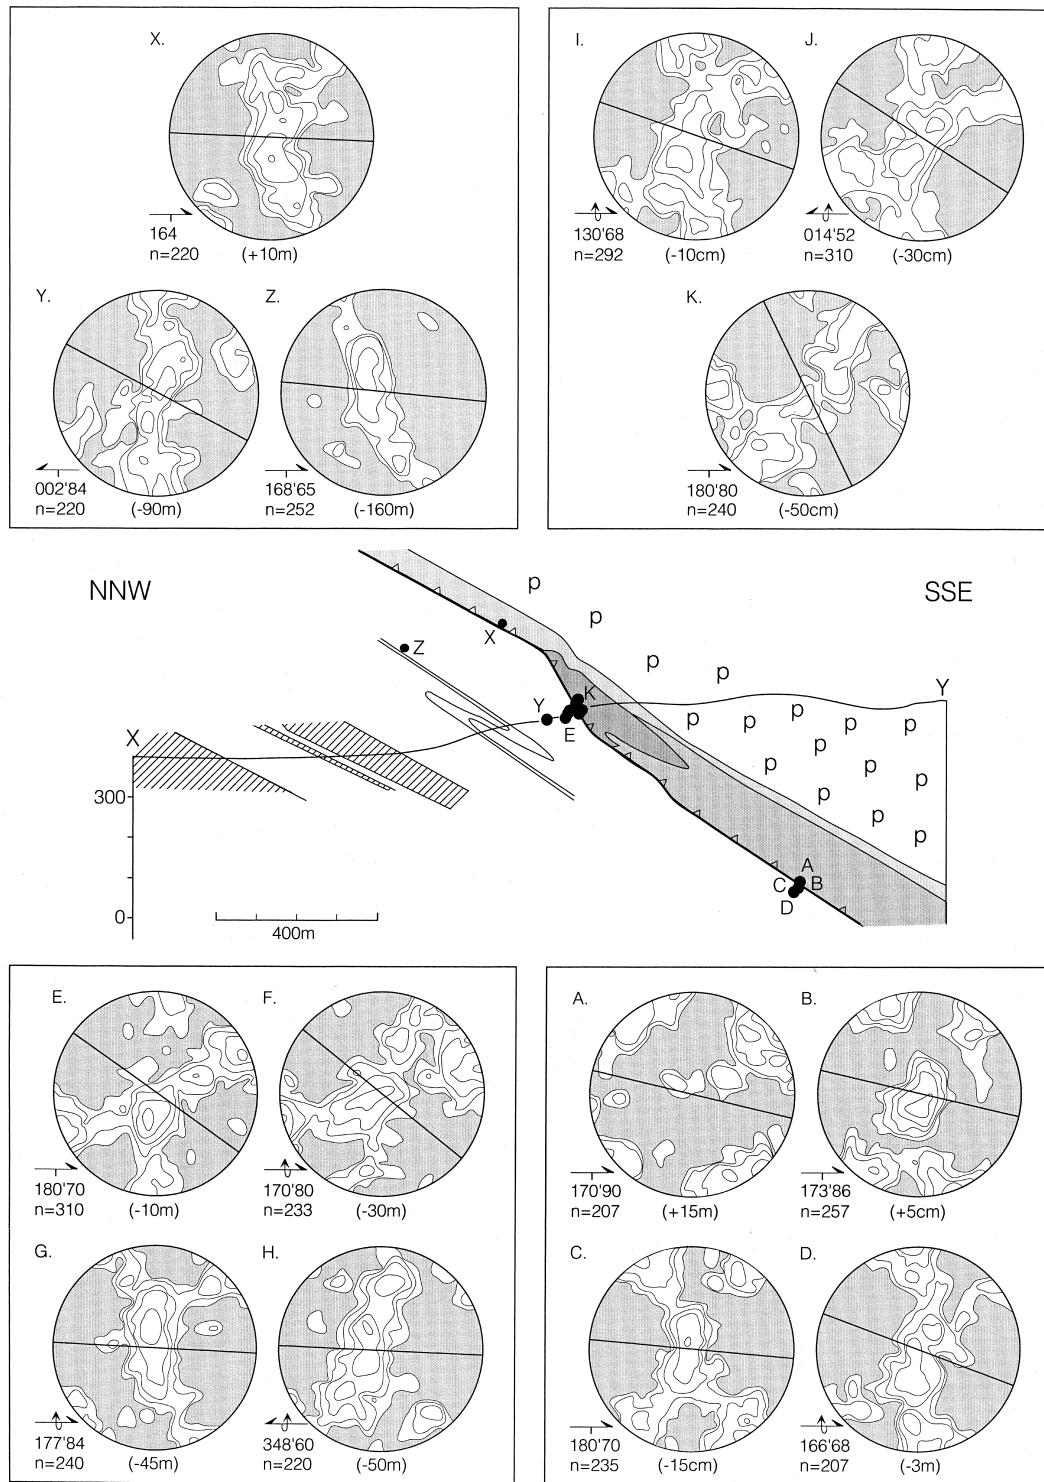 X.
164
n=220 (+10m)
Y. Z.
002'84 168'65
n=220 (-90m) n=252 (-160m)
I. J.
130'68 014'52
n=292 (-10cm) n=310 (-30cm)
K.
180'80
n=240 (-50cm)
NNW SSE
p
p
X
Z p
p
K Y
Y p p p p
E
X p
p p p
300 p p
p
A
C B
D
0
400m
E. F.
180'70 170'80
n=310 (-10m) n=233 (-30m)
G. H.
177'84 348'60
n=240 (-45m) n=220 (-50m)
A. B.
170'90 173'86
n=207 (+15m) n=257 (+5cm)
C. D.
180'70 166'68
n=235 (-15cm) n=207 (-3m)